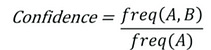 Confidence = freq(A, B) / freq(A)